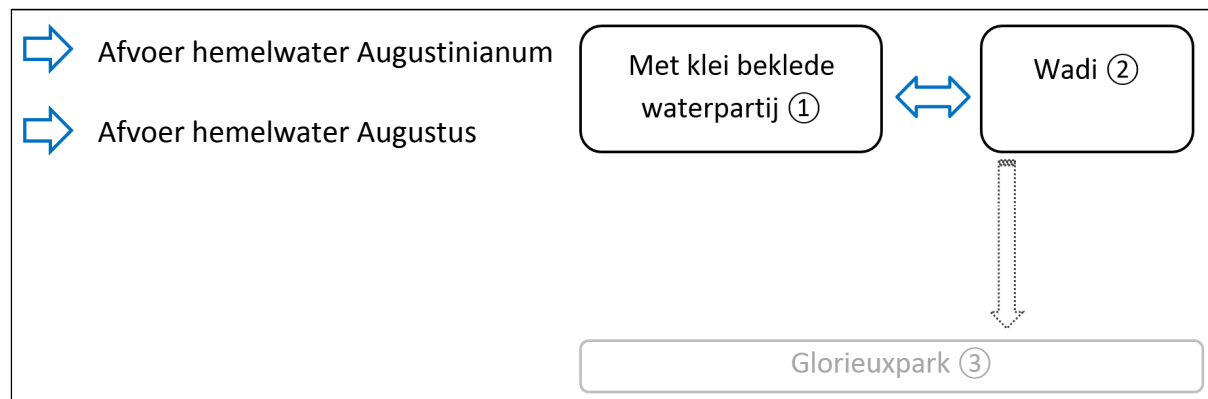 Afvoer hemelwater Augustinianum
Afvoer hemelwater Augustus
Met klei beklede
waterpartij ①
Wadi ②
Glorieuxpark ③